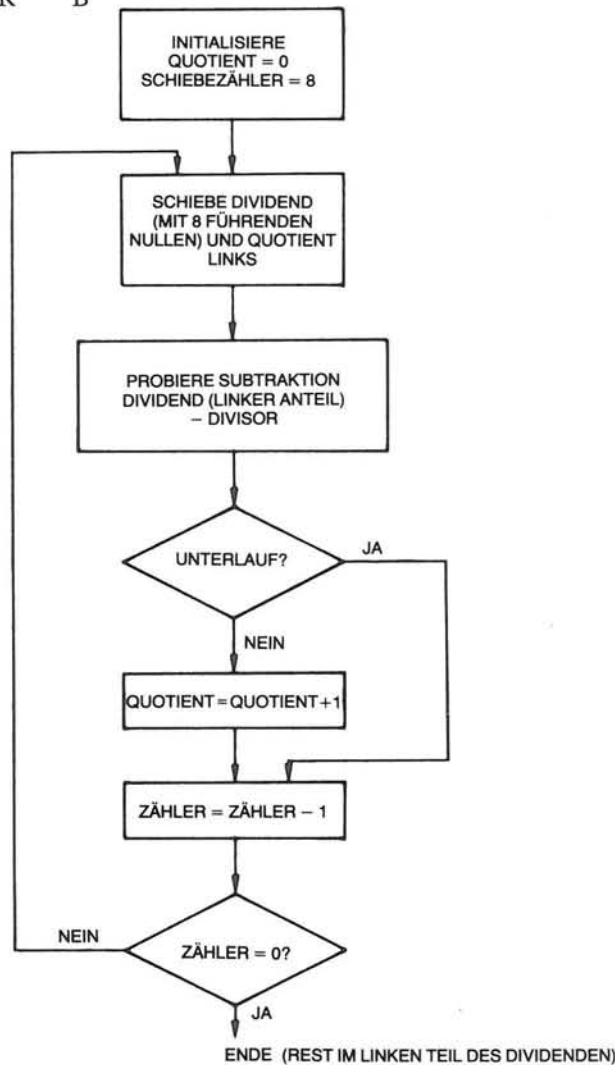 B
INITIALISIERE
QUOTIENT = 0
SCHIEBEZÄHLER = 8
SCHIEBE DIVIDEND
(MIT 8 FÜHRENDEN
NULLEN) UND QUOTIENT
LINKS
PROBIERE SUBTRAKTION
DIVIDEND (LINKER ANTEIL)
– DIVISOR
UNTERLAUF?
JA
NEIN
QUOTIENT = QUOTIENT+1
ZÄHLER = ZÄHLER – 1
NEIN
ZÄHLER = 0?
JA
ENDE (REST IM LINKEN TEIL DES DIVIDENDEN)